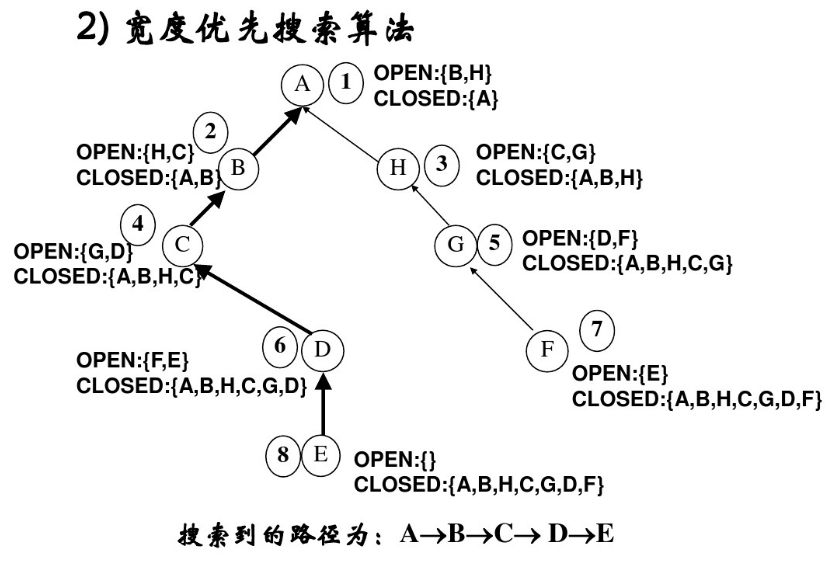 2) 宽度优先搜索算法
A 1 OPEN:{B,H}
CLOSED:{A}
2
OPEN:{H,C}
CLOSED:{A,B} B
H 3 OPEN:{C,G}
CLOSED:{A,B,H}
4
C
OPEN:{G,D}
CLOSED:{A,B,H,C}
G 5 OPEN:{D,F}
CLOSED:{A,B,H,C,G}
6 D
OPEN:{F,E}
CLOSED:{A,B,H,C,G,D}
7
F
OPEN:{E}
CLOSED:{A,B,H,C,G,D,F}
8 E OPEN:{}
CLOSED:{A,B,H,C,G,D,F}
搜索到的路径为: A→B→C→ D→E